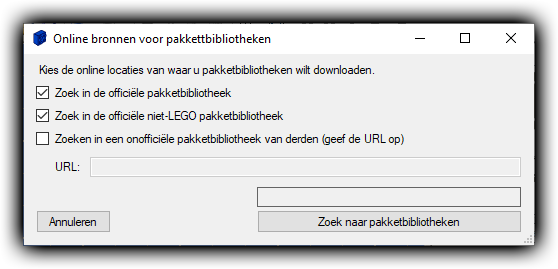 Online bronnen voor pakkettbibliotheken
Kies de online locaties van waar u pakketbibliotheken wilt downloaden.
Zoek in de officiële pakketbibliotheek
Zoek in de officiële niet-LEGO pakketbibliotheek
Zoeken in een onofficiële pakketbibliotheek van derden (geef de URL op)
URL:
Annuleren
Zoek naar pakketbibliotheken